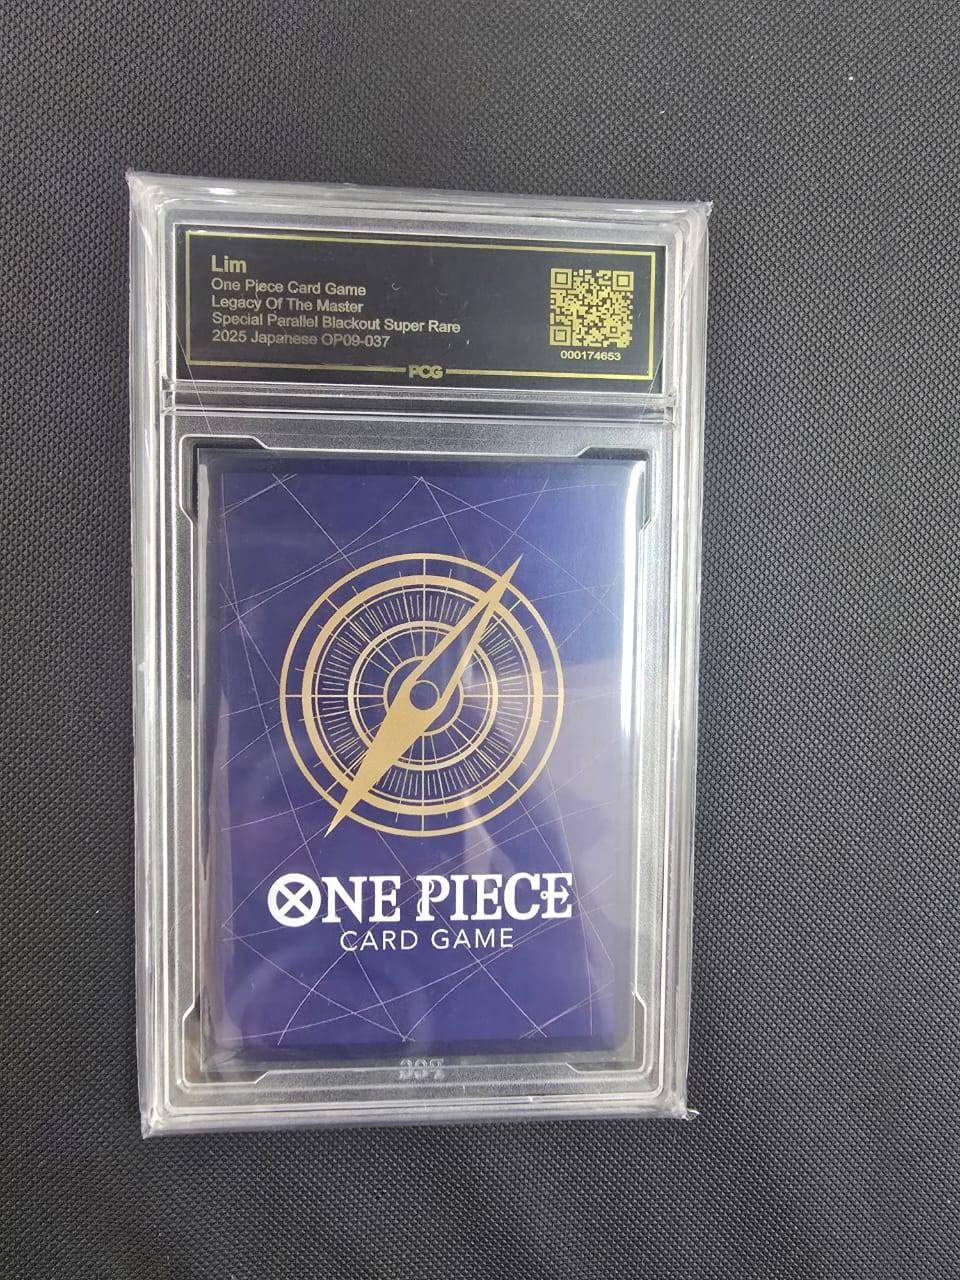 Lim
One Piece Card Game
Legacy Of The Master
Special Parallel Blackout Super Rare
2025 Japanese OP09-037
000174653
PCG
ONE PIECE
CARD GAME